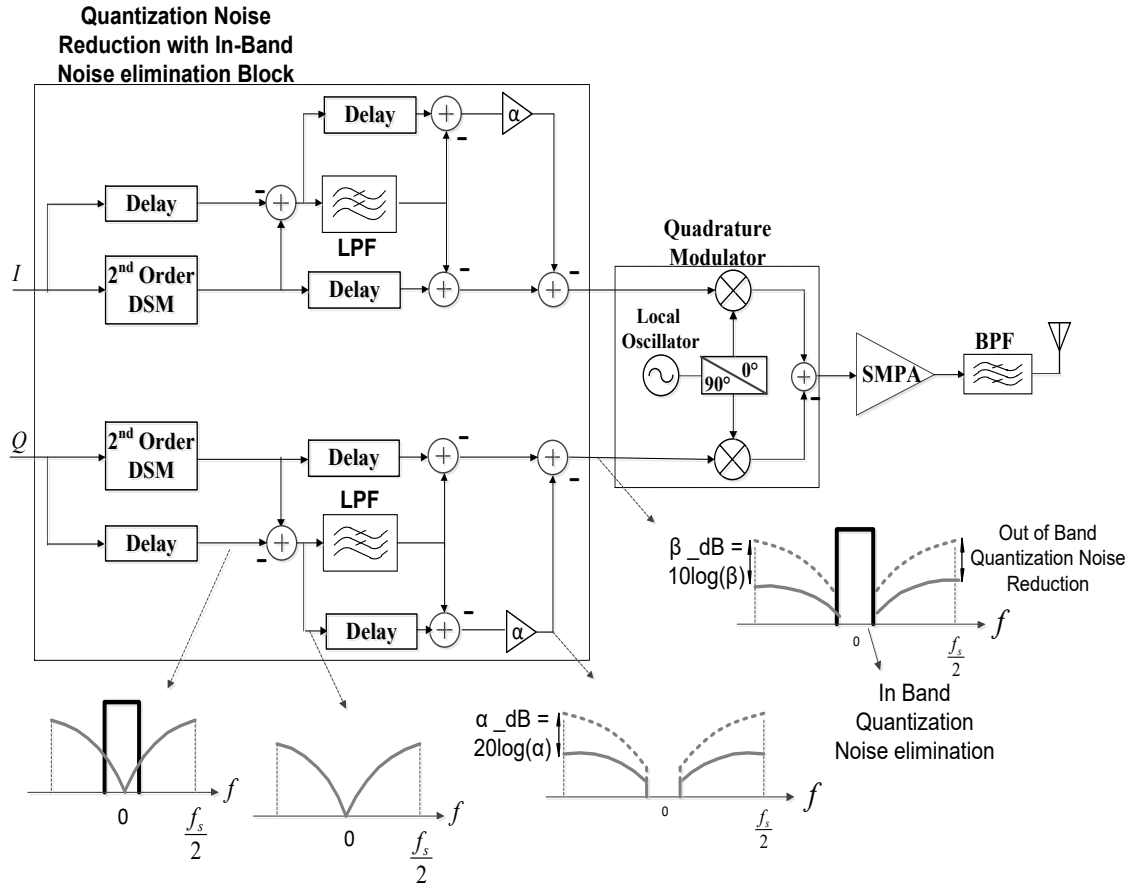 Quantization Noise
Reduction with In-Band
Noise elimination Block
Delay
+
-
α
Delay
-
+
LPF
I
2nd Order
DSM
Delay
-
+
-
+
Quadrature
Modulator
Local
Oscillator
0°
90°
+
-
SMPA
BPF
Q
2nd Order
DSM
Delay
-
+
-
+
LPF
Delay
-
+
Delay
-
+
α
β _dB =
10log(β)
Out of Band
Quantization Noise
Reduction
0
fs
2
f
In Band
Quantization
Noise elimination
α _dB =
20log(α)
0
fs
2
f
0
fs
2
f
0
fs
2
f